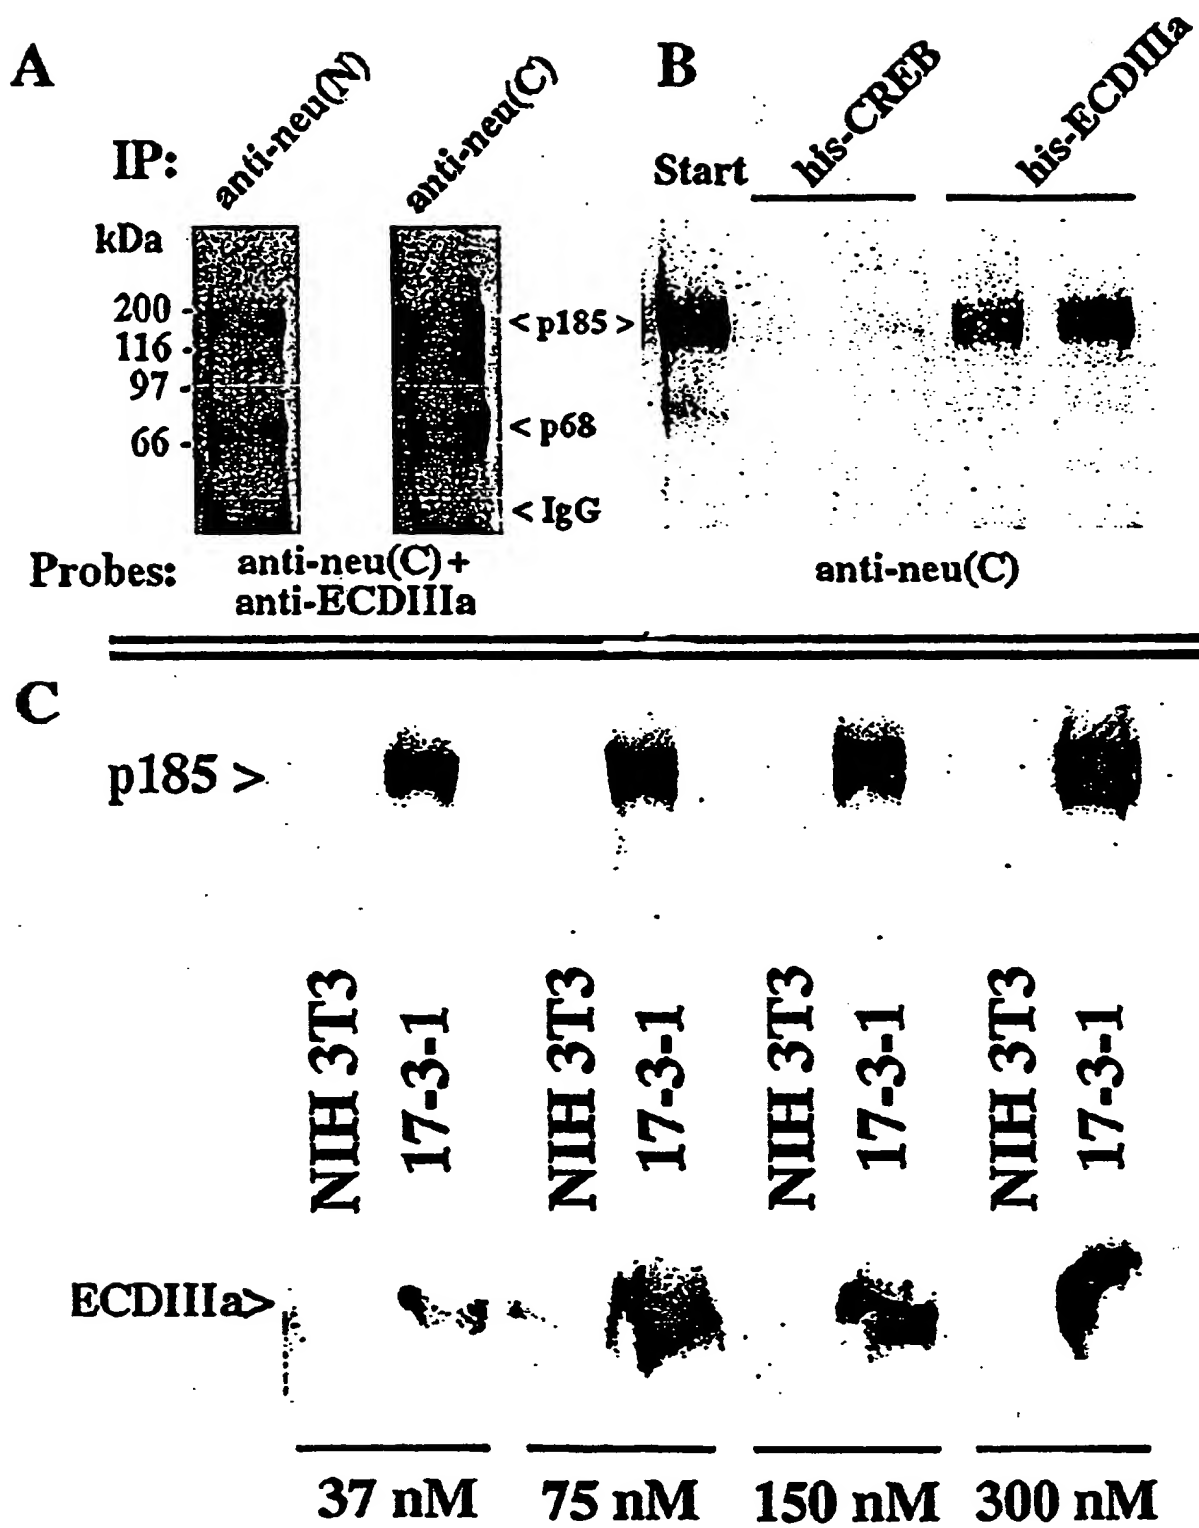 A
IP:
anti-neu(N)
anti-neu(C)
kDa
200 -
116 -
97 -
66 -
< p185 >
< p68
< IgG
Probes:
anti-neu(C) +
anti-ECDIIIa
B
Start
his-CREB
his-ECDIIIa
anti-neu(C)
C
p185 >
NIH 3T3
17-3-1
NIH 3T3
17-3-1
NIH 3T3
17-3-1
NIH 3T3
17-3-1
ECDIIIa>
37 nM
75 nM
150 nM
300 nM